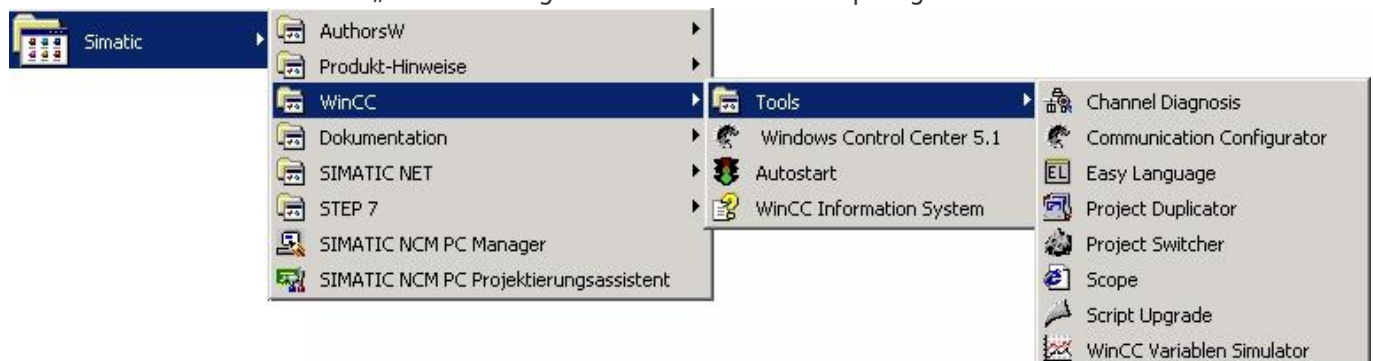 Simatic
AuthorsW
Produkt-Hinweise
WinCC
Dokumentation
SIMATIC NET
STEP 7
SIMATIC NCM PC Manager
SIMATIC NCM PC Projektierungsassistent
Tools
Windows Control Center 5.1
Autostart
WinCC Information System
Channel Diagnosis
Communication Configurator
EL Easy Language
Project Duplicator
Project Switcher
Scope
Script Upgrade
WinCC Variablen Simulator